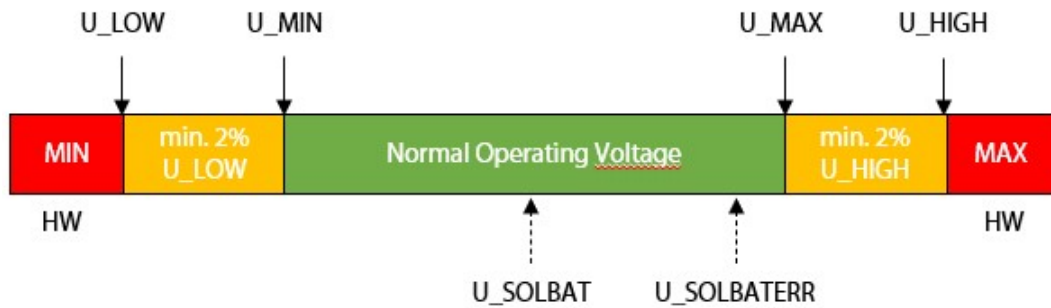 U_LOW U_MIN U_MAX U_HIGH
MIN
min. 2%
U_LOW
Normal Operating Voltage
min. 2%
U_HIGH
MAX
HW HW
U_SOLBAT U_SOLBATERR